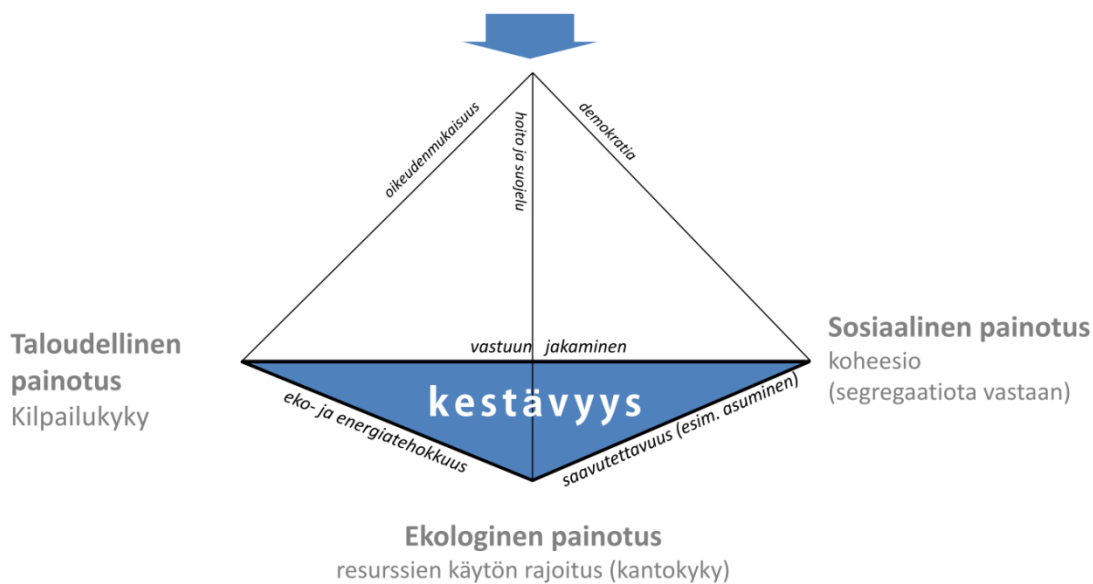 oikeudenmukaisuus
hoito ja suojelu
demokratia
vastuun jakaminen
Taloudellinen
painotus
Kilpailukyky
Sosiaalinen painotus
koheesio
(segregaatiota vastaan)
kestävyys
eko- ja energiatehokkuus
saavutettavuus (esim. asuminen)
Ekologinen painotus
resurssien käytön rajoitus (kantokyky)